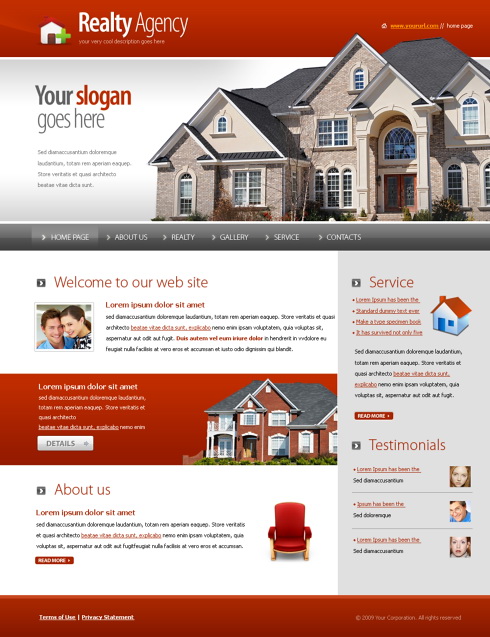 Realty Agency
your very cool description goes here
www.yoururl.com // home page
Your slogan
goes here
Sed diamaccusantium doloremque
laudantium, totam rem aperiam eaquep.
Store veritatis et quasi architecto
beatae vitae dicta sunt.
HOME PAGE
ABOUT US
REALTY
GALLERY
SERVICE
CONTACTS
Welcome to our web site
Lorem ipsum dolor sit amet
sed diamaccusantium doloremque laudantium, totam rem aperiam eaquep. Store veritatis et quasi
architecto beatae vitae dicta sunt, explicabo nemo enim ipsam voluptatem, quia voluptas sit,
aspernatur aut odit aut fugit. Duis autem vel eum iriure dolor in hendrerit in vvdolore eu
feugiat nulla facilisis at vero eros et accumsan et iusto odio dignissim qui blandit.
Lorem ipsum dolor sit amet
sed diamaccusantium doloremque laudantium,
totam rem aperiam eaquep. Store veritatis et
quasi architecto
beatae vitae dicta sunt, explicabo nemo enim
DETAILS
About us
Lorem ipsum dolor sit amet
sed diamaccusantium doloremque laudantium, totam rem aperiam eaquep. Store veritatis
et quasi architecto beatae vitae dicta sunt, explicabo nemo enim ipsam voluptatem, quia
voluptas sit, aspernatur aut odit aut fugitfeugiat nulla facilisis at vero eros et accumsan.
READ MORE
Service
Lorem Ipsum has been the
Standard dummy text ever
Make a type specimen book
It has survived not only five
Sed diamaccusantium doloremque
laudantium, totam rem aperiam eaquep.
Store veritatis et quasi architecto
beatae vitae dicta sunt,
explicabo nemo enim ipsam
voluptatem, quia voluptas sit,
aspernatur aut odit aut fugit.
READ MORE
Testimonials
Lorem Ipsum has been the
Sed diamaccusantium
Ipsum has been the
Sed doloremque
Lorem Ipsum has been the
Sed diamaccusantium
Terms of Use | Privacy Statement
© 2009 Your Corporation. All rights reserved